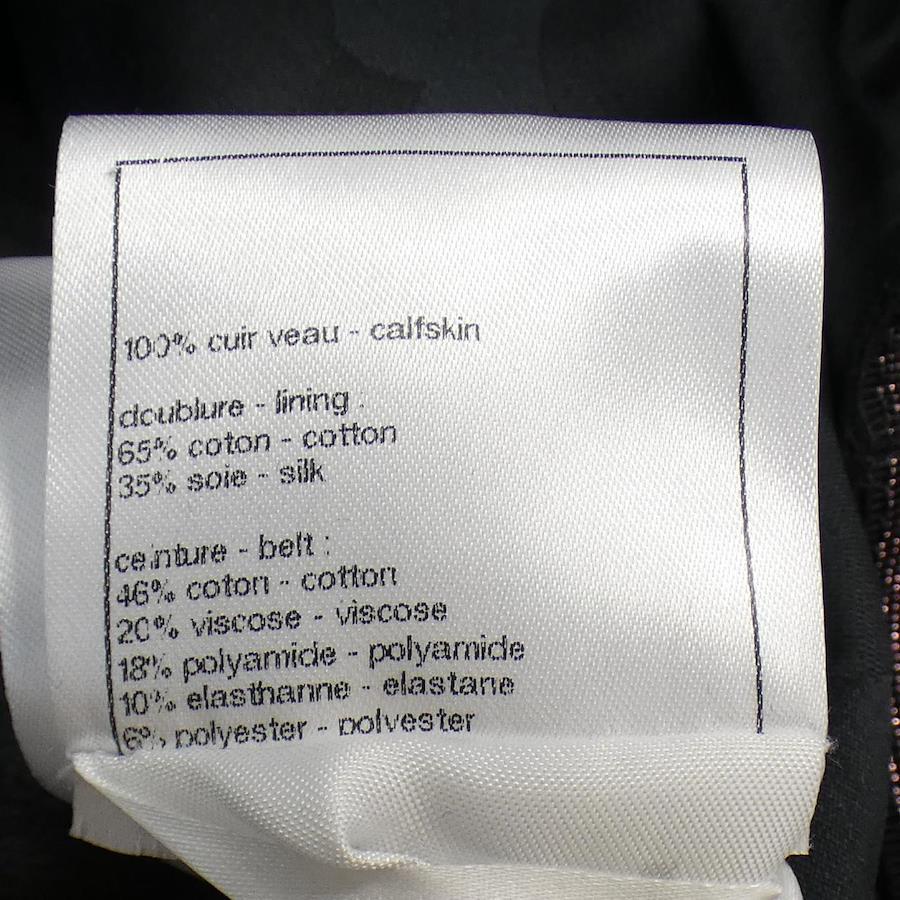 100% cuir veau - calfskin
doublure - lining :
65% coton - cotton
35% soie - silk
ceinture - belt :
46% coton - cotton
20% viscose - viscose
18% polyamide - polyamide
10% elasthanne - elastane
6% polyester - polyester